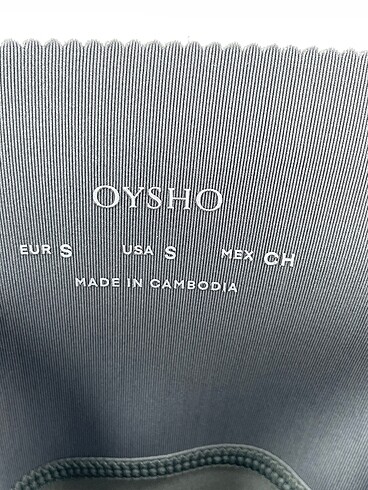 OYSHO
EUR S USA S MEX CH
MADE IN CAMBODIA